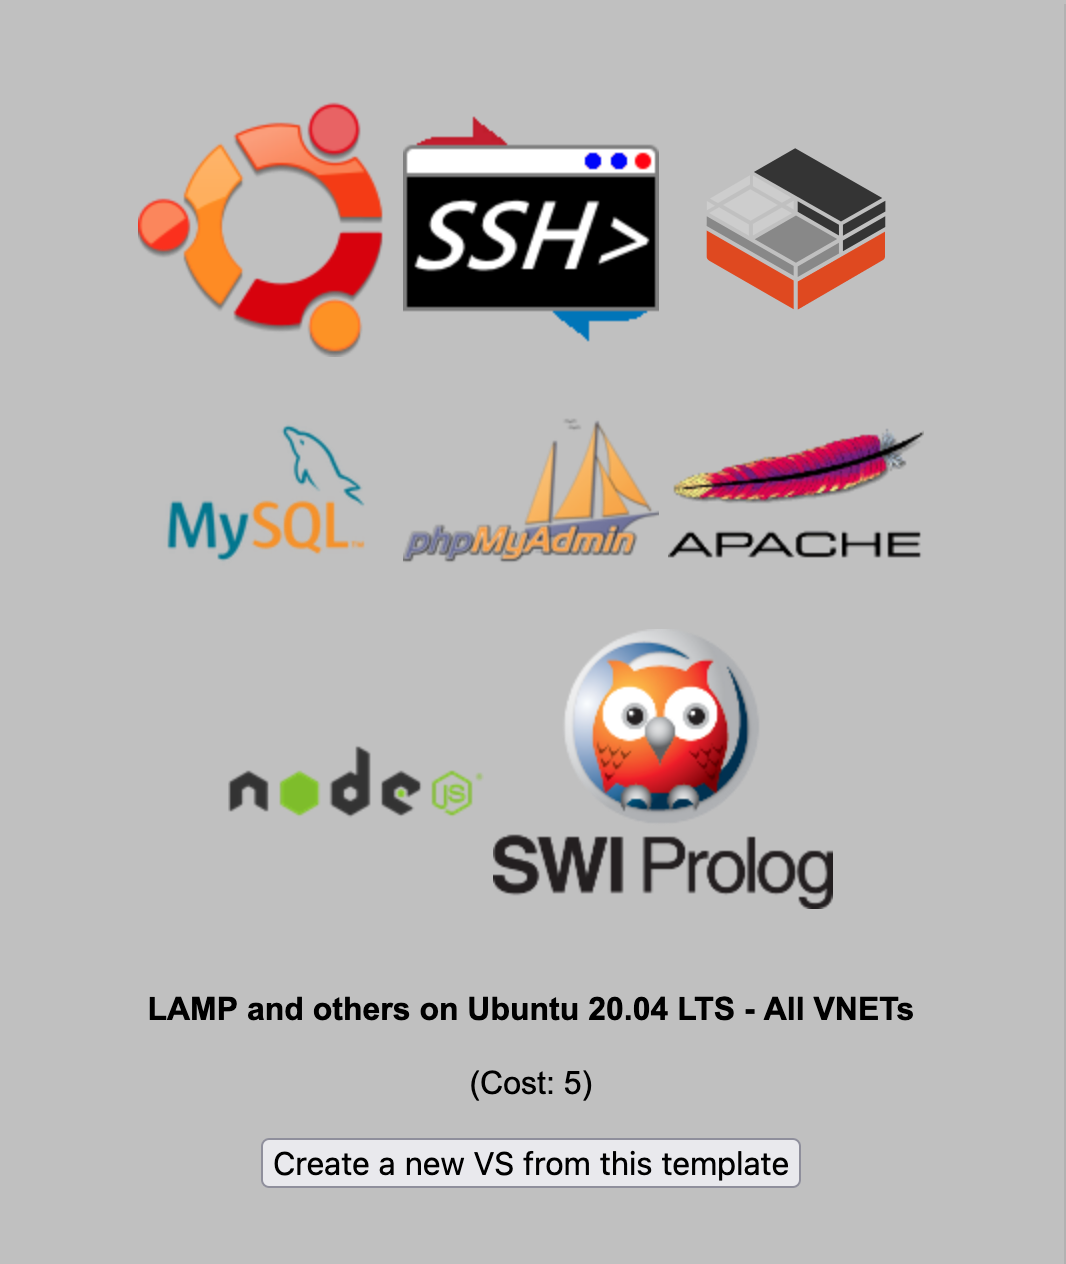 SSH>
MySQL™
phpMyAdmin
APACHE
node JS
SWI Prolog
LAMP and others on Ubuntu 20.04 LTS - All VNETs
(Cost: 5)
Create a new VS from this template